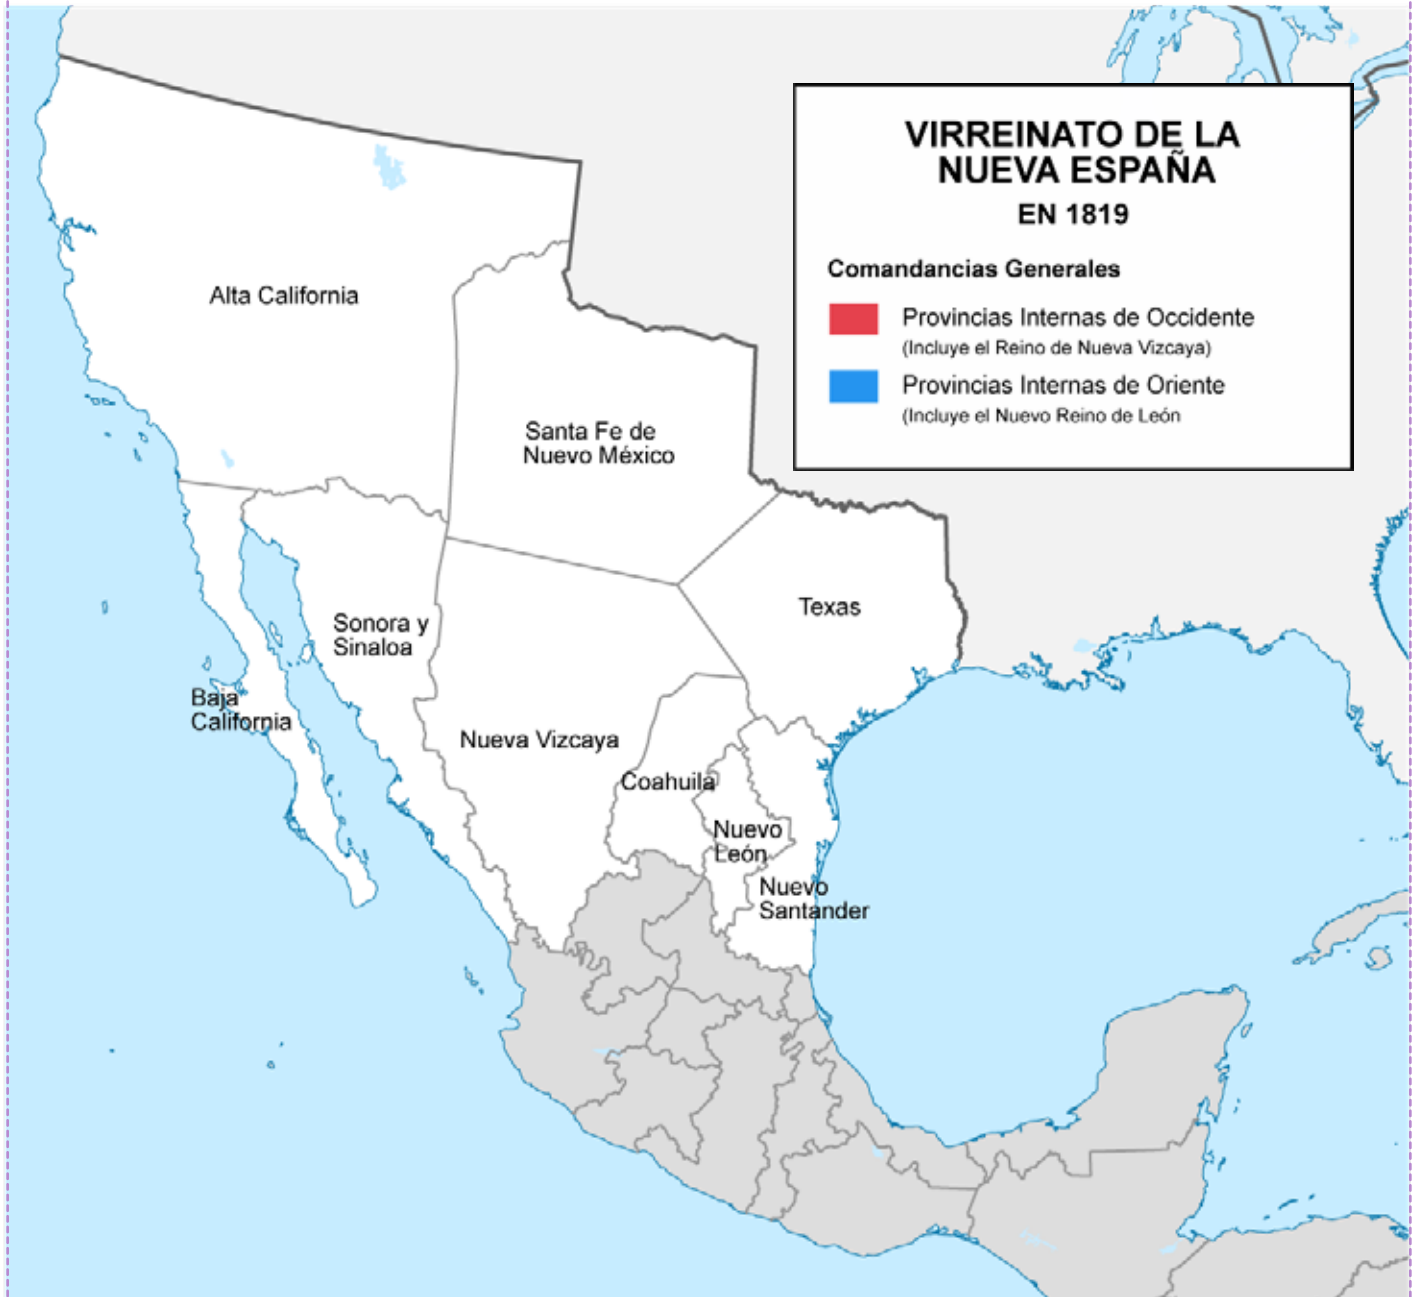 VIRREINATO DE LA
NUEVA ESPAÑA
EN 1819
Comandancias Generales
Provincias Internas de Occidente
(Incluye el Reino de Nueva Vizcaya)
Provincias Internas de Oriente
(Incluye el Nuevo Reino de León
Alta California
Santa Fe de
Nuevo México
Texas
Sonora y
Sinaloa
Baja
California
Nueva Vizcaya
Coahuila
Nuevo
León
Nuevo
Santander